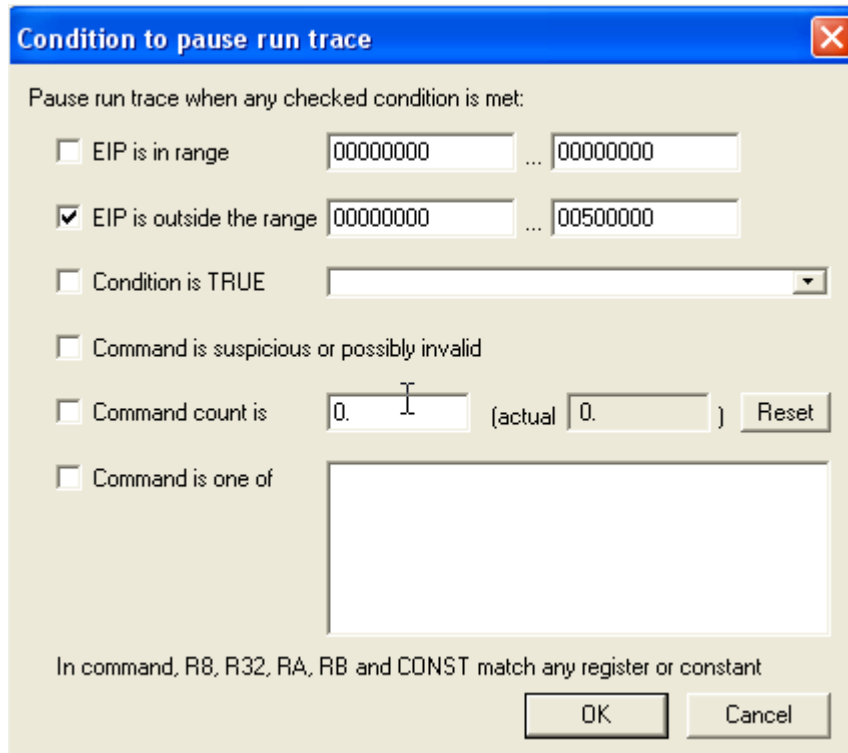 Condition to pause run trace
Pause run trace when any checked condition is met:
EIP is in range 00000000 ... 00000000
EIP is outside the range 00000000 ... 00500000
Condition is TRUE
Command is suspicious or possibly invalid
Command count is 0. (actual 0. ) Reset
Command is one of
In command, R8, R32, RA, RB and CONST match any register or constant
OK Cancel